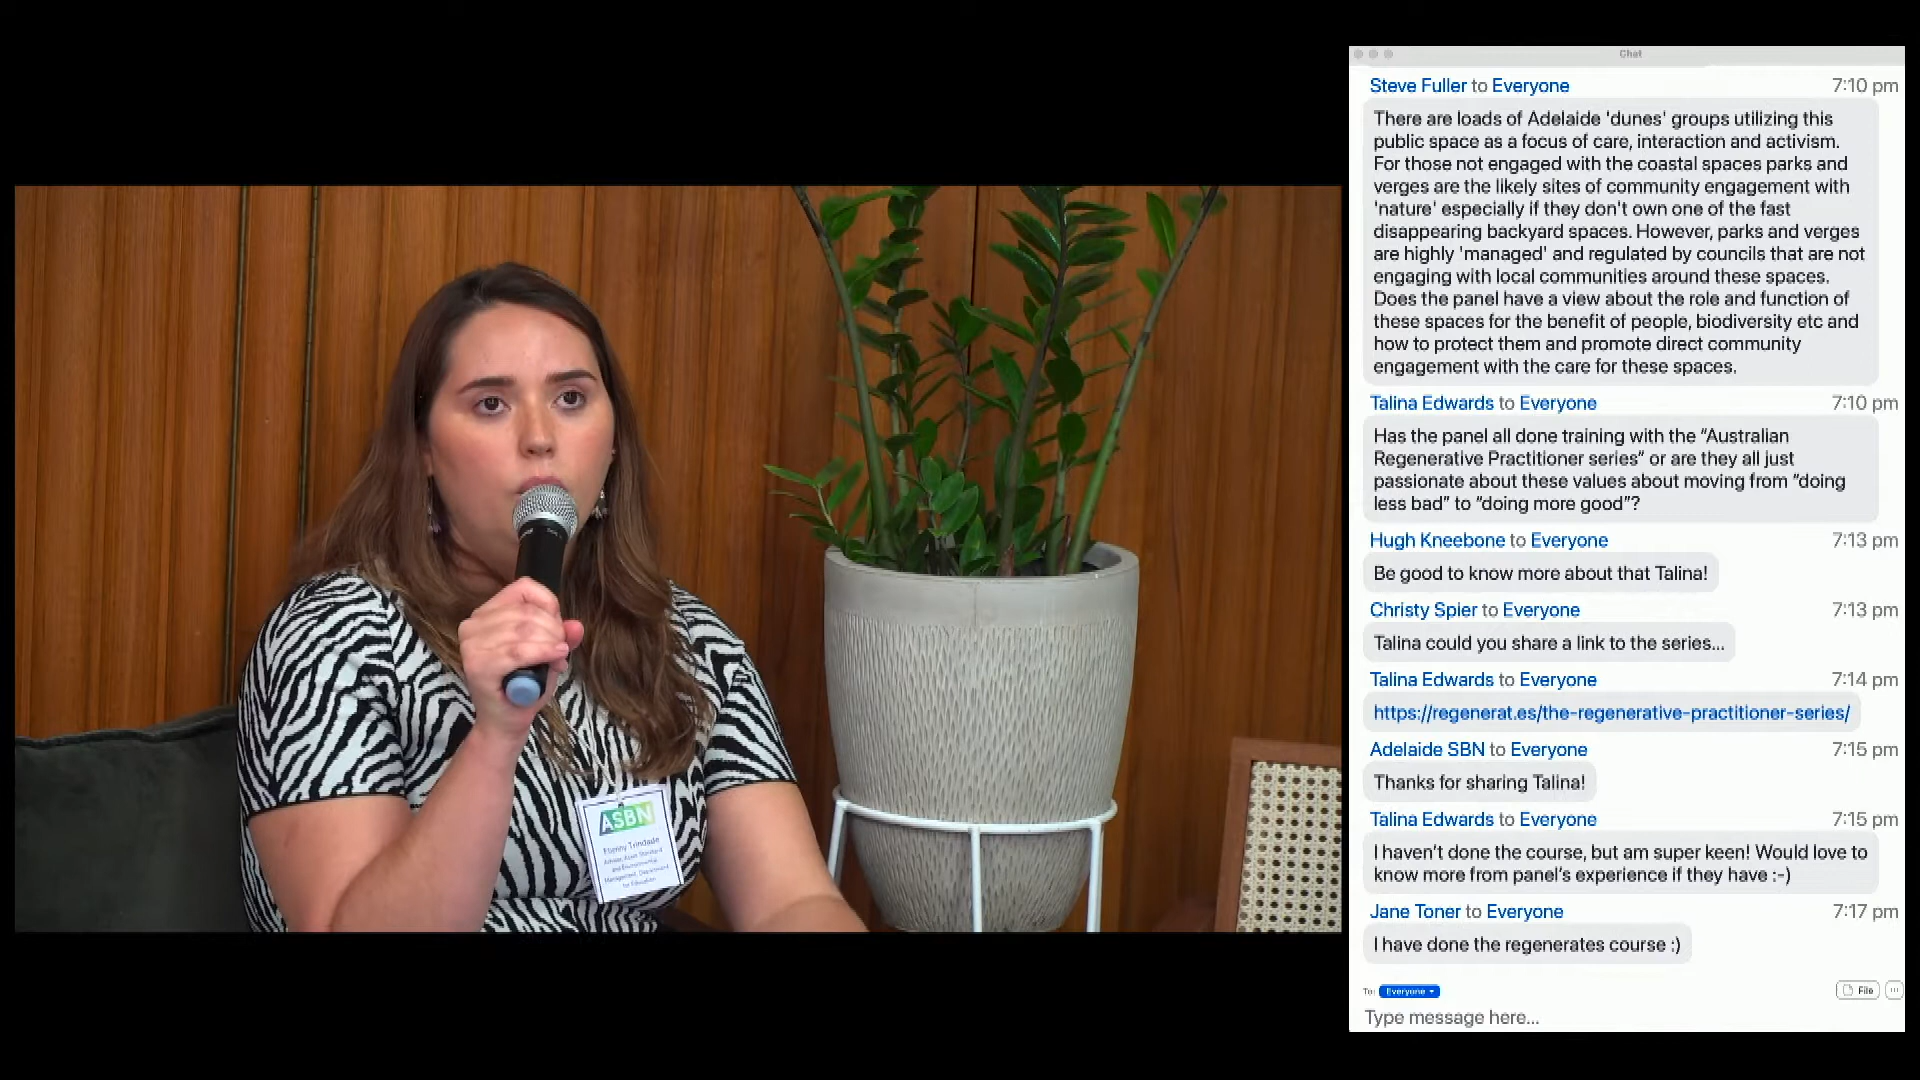 ASBN
Trindade
Advisor, Asset Standard
and Environmental
Management, Department
for Education
Chat
Steve Fuller to Everyone 7:10 pm
There are loads of Adelaide 'dunes' groups utilizing this
public space as a focus of care, interaction and activism.
For those not engaged with the coastal spaces parks and
verges are the likely sites of community engagement with
'nature' especially if they don't own one of the fast
disappearing backyard spaces. However, parks and verges
are highly 'managed' and regulated by councils that are not
engaging with local communities around these spaces.
Does the panel have a view about the role and function of
these spaces for the benefit of people, biodiversity etc and
how to protect them and promote direct community
engagement with the care for these spaces.
Talina Edwards to Everyone 7:10 pm
Has the panel all done training with the “Australian
Regenerative Practitioner series” or are they all just
passionate about these values about moving from “doing
less bad” to “doing more good”?
Hugh Kneebone to Everyone 7:13 pm
Be good to know more about that Talina!
Christy Spier to Everyone 7:13 pm
Talina could you share a link to the series...
Talina Edwards to Everyone 7:14 pm
https://regenerat.es/the-regenerative-practitioner-series/
Adelaide SBN to Everyone 7:15 pm
Thanks for sharing Talina!
Talina Edwards to Everyone 7:15 pm
I haven’t done the course, but am super keen! Would love to
know more from panel’s experience if they have :-)
Jane Toner to Everyone 7:17 pm
I have done the regenerates course :)
To: Everyone
File
Type message here...